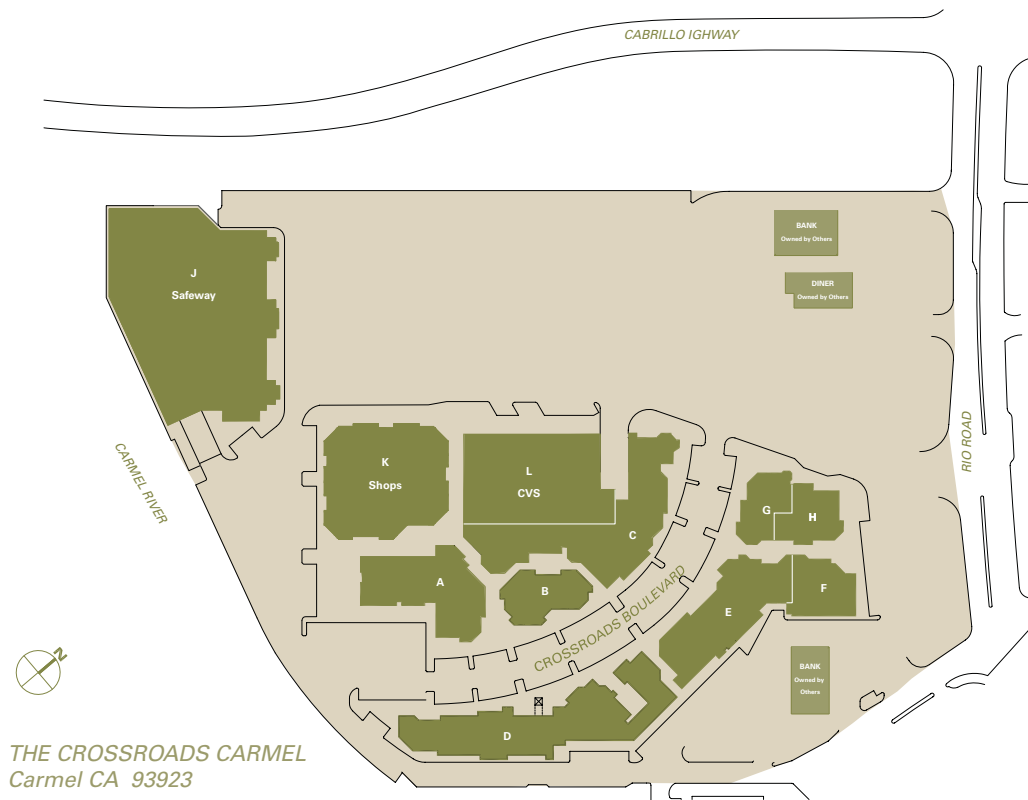 CABRILLO IGHWAY
BANK
Owned by Others
DINER
Owned by Others
J
Safeway
RIO ROAD
CARMEL RIVER
K
Shops
L
CVS
C
G
H
A
B
CROSSROADS BOULEVARD
E
F
BANK
Owned by
Others
D
N
THE CROSSROADS CARMEL
Carmel CA 93923